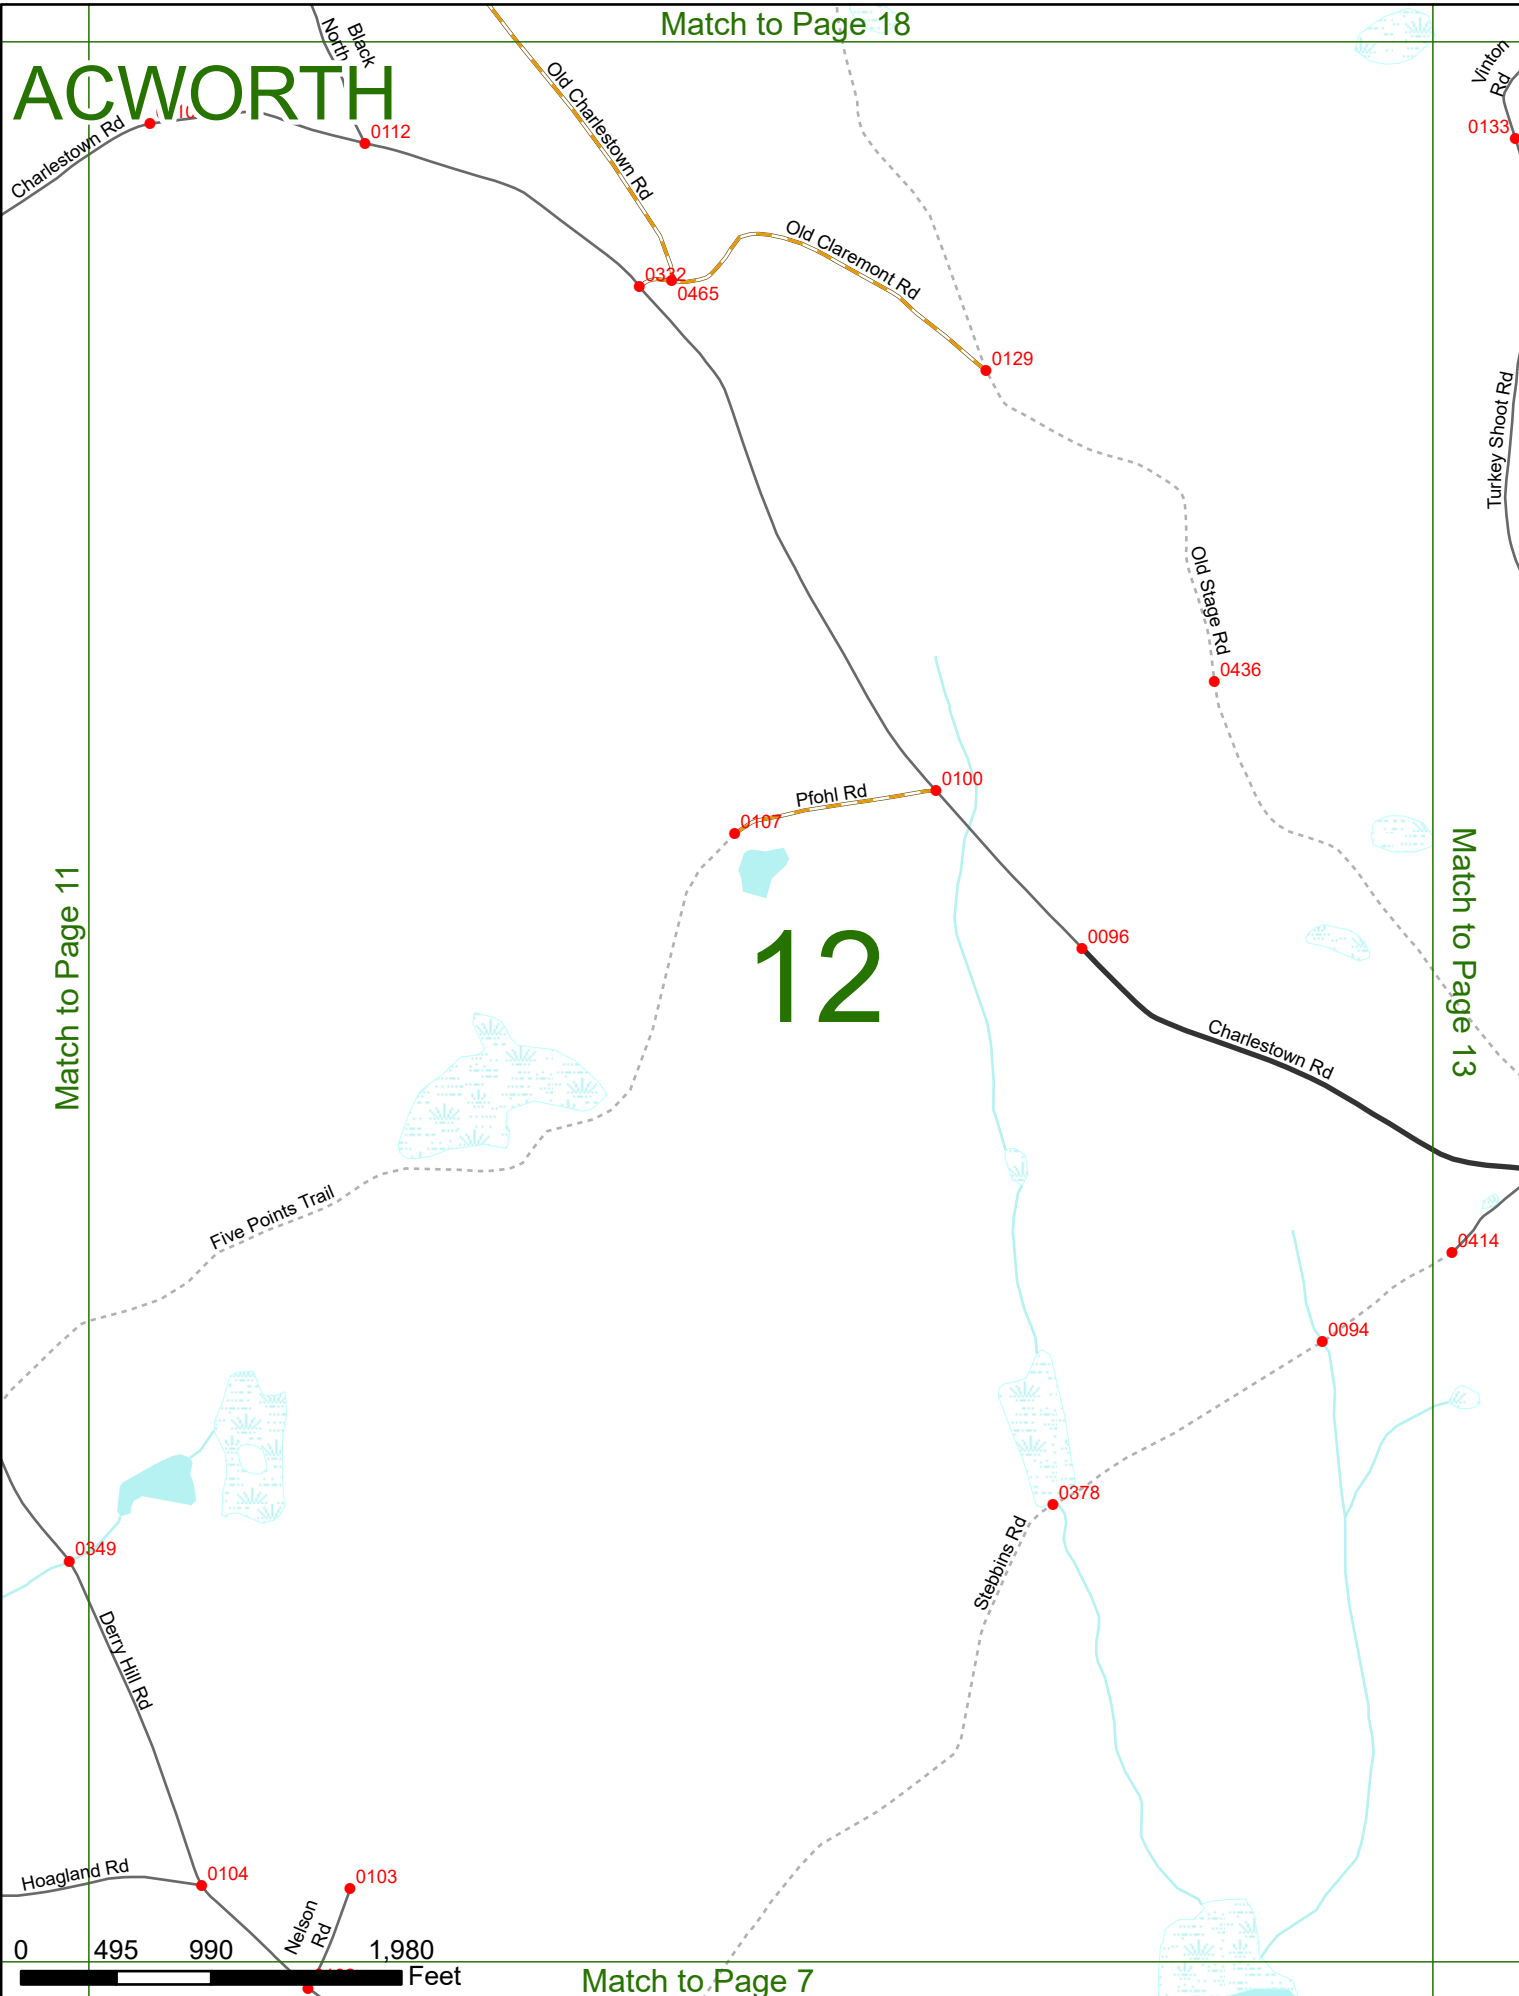 Match to Page 18
ACWORTH
Black
North
Vinton
Rd
0133
Charlestown Rd
0112
Old Charlestown Rd
Old Claremont Rd
0332
0465
0129
Turkey Shoot Rd
Old Stage Rd
0436
0100
Pfohl Rd
0107
Match to Page 11
12
Match to Page 13
0096
Charlestown Rd
Five Points Trail
0414
0094
0378
Stebbins Rd
0349
Derry Hill Rd
Hoagland Rd
0104
0103
Nelson
Rd
0 495 990 1,980
Feet
Match to Page 7